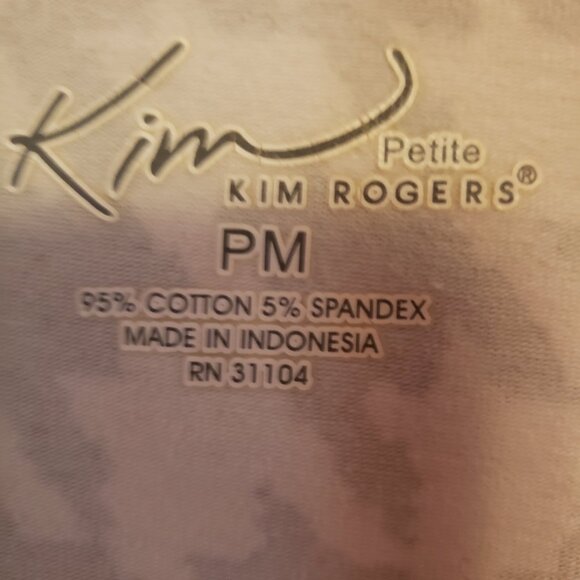 Kim
Petite
KIM ROGERS®
PM
95% COTTON 5% SPANDEX
MADE IN INDONESIA
RN 31104